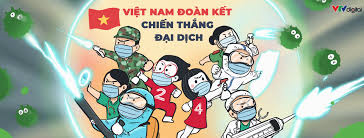 VTVdigital
VIỆT NAM ĐOÀN KẾT
CHIẾN THẮNG
ĐẠI DỊCH
2
4